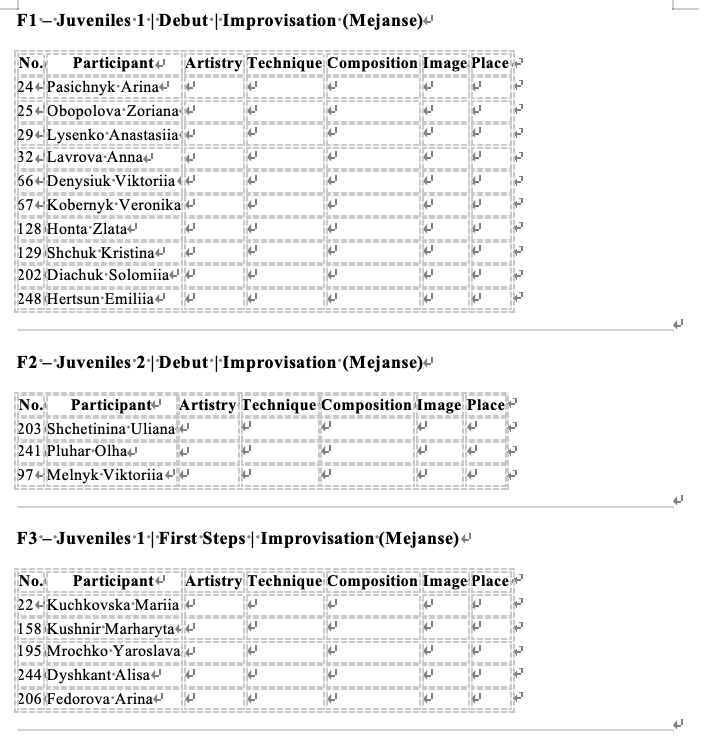 F1 – Juveniles 1 | Debut | Improvisation (Mejanse)
No. Participant Artistry Technique Composition Image Place
24 Pasichnyk Arina
25 Obopolova Zoriana
29 Lysenko Anastasiia
32 Lavrova Anna
66 Denysiuk Viktoriia
67 Kobernyk Veronika
128 Honta Zlata
129 Shchuk Kristina
202 Diachuk Solomiia
248 Hertsun Emiliia
F2 – Juveniles 2 | Debut | Improvisation (Mejanse)
No. Participant Artistry Technique Composition Image Place
203 Shchetinina Uliana
241 Pluhar Olha
97 Melnyk Viktoriia
F3 – Juveniles 1 | First Steps | Improvisation (Mejanse)
No. Participant Artistry Technique Composition Image Place
22 Kuchkovska Mariia
158 Kushnir Marharyta
195 Mrochko Yaroslava
244 Dyshkant Alisa
206 Fedorova Arina